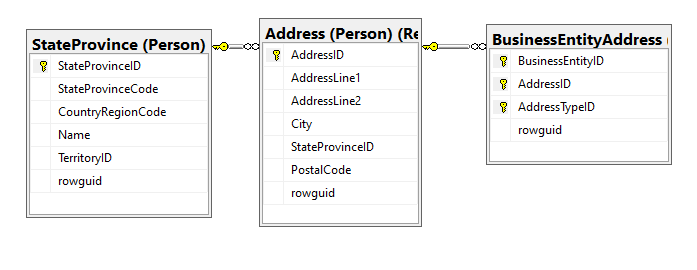 StateProvince (Person)
StateProvinceID
StateProvinceCode
CountryRegionCode
Name
TerritoryID
rowguid
Address (Person) (Re
AddressID
AddressLine1
AddressLine2
City
StateProvinceID
PostalCode
rowguid
BusinessEntityAddress (
BusinessEntityID
AddressID
AddressTypeID
rowguid